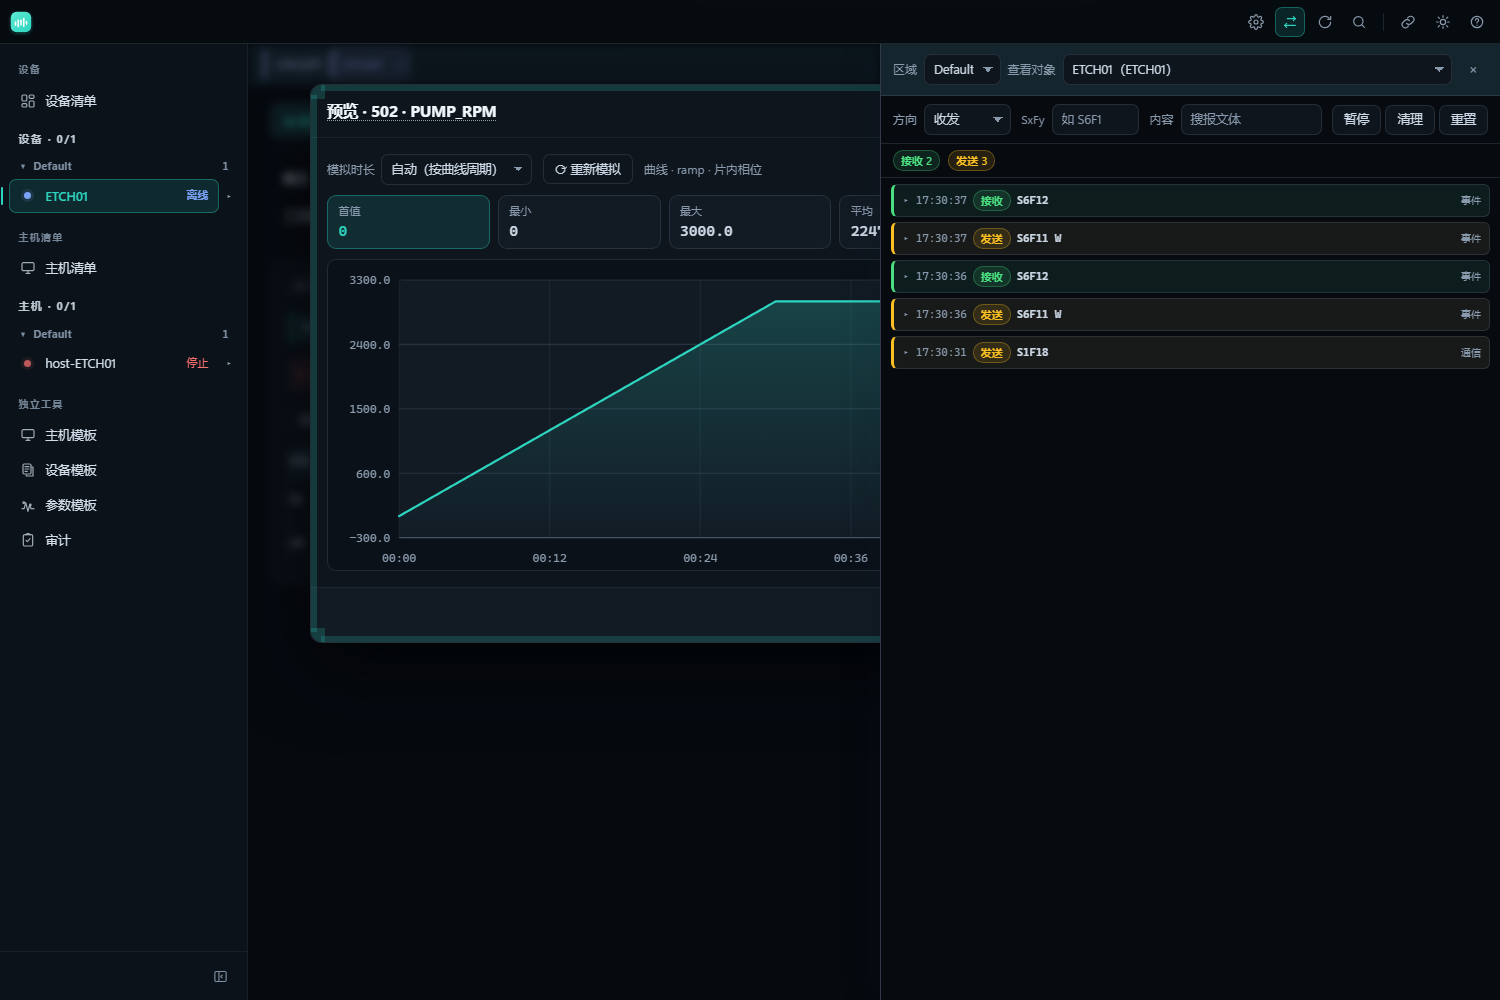 设备
设备清单
设备 · 0/1
Default 1
ETCH01 离线
主机清单
主机清单
主机 · 0/1
Default 1
host-ETCH01 停止
独立工具
主机模板
设备模板
参数模板
审计
预览 · 502 · PUMP_RPM
模拟时长 自动（按曲线周期） 重新模拟 曲线 · ramp · 片内相位
首值 最小 最大 平均
0 0 3000.0
3300.0
2400.0
1500.0
600.0
−300.0
00:00 00:12 00:24 00:36
区域 Default 查看对象 ETCH01（ETCH01） ×
方向 收发 SxFy 如 S6F1 内容 搜报文体 暂停 清理 重置
接收 2 发送 3
17:30:37 接收 S6F12 事件
17:30:37 发送 S6F11 W 事件
17:30:36 接收 S6F12 事件
17:30:36 发送 S6F11 W 事件
17:30:31 发送 S1F18 通信